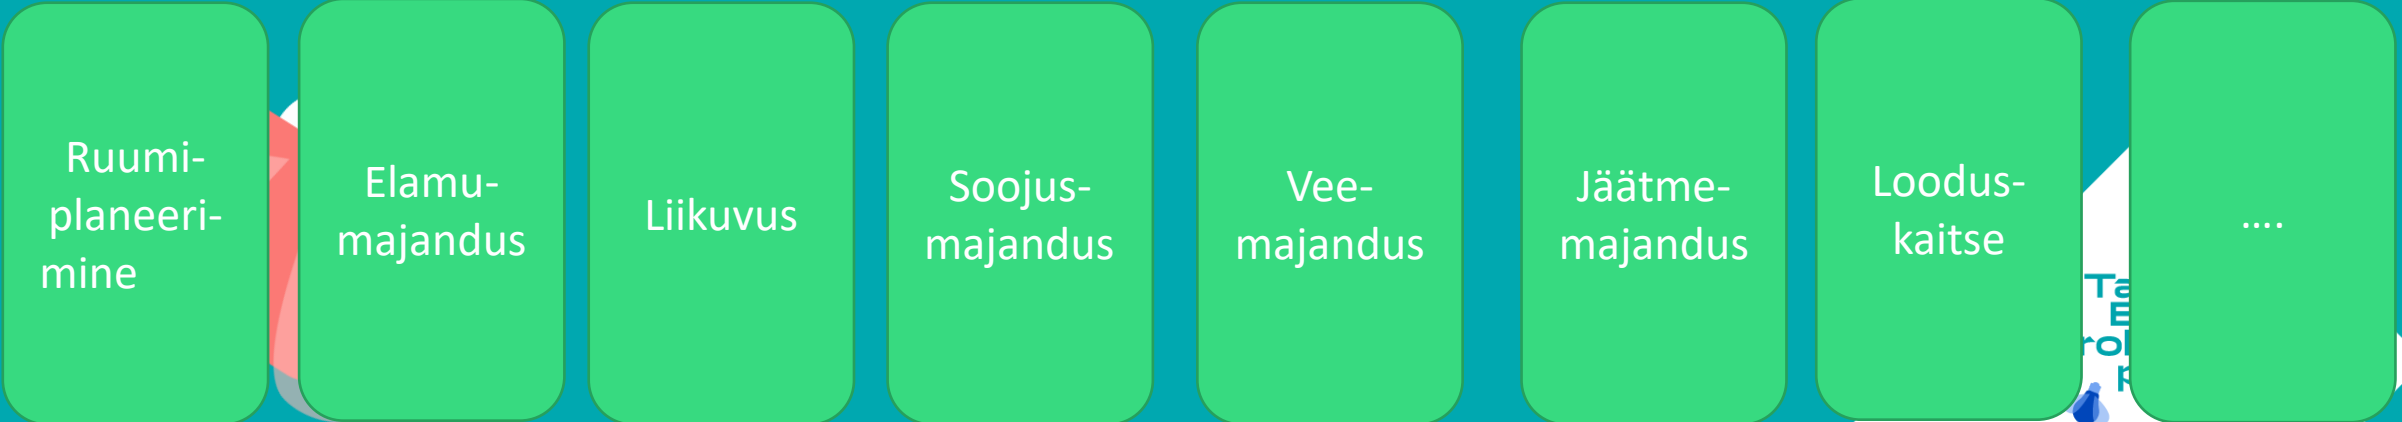 Ruumi-
planeeri-
mine
Elamu-
majandus
Liikuvus
Soojus-
majandus
Vee-
majandus
Jäätme-
majandus
Loodus-
kaitse
....